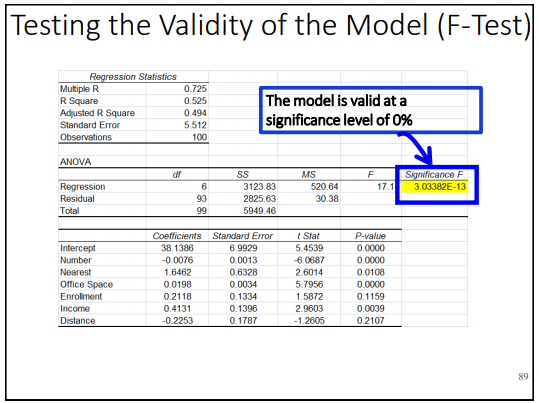 Testing the Validity of the Model (F-Test)
Regression Statistics
Multiple R 0.725
R Square 0.525
Adjusted R Square 0.494
Standard Error 5.512
Observations 100
The model is valid at a
significance level of 0%
ANOVA
df SS MS F Significance F
Regression 6 3123.83 520.64 17.1 3.03382E-13
Residual 93 2825.63 30.38
Total 99 5949.46
Coefficients Standard Error t Stat P-value
Intercept 38.1386 6.9929 5.4539 0.0000
Number -0.0076 0.0013 -6.0687 0.0000
Nearest 1.6462 0.6328 2.6014 0.0108
Office Space 0.0198 0.0034 5.7956 0.0000
Enrollment 0.2118 0.1334 1.5872 0.1159
Income 0.4131 0.1396 2.9603 0.0039
Distance -0.2253 0.1787 -1.2605 0.2107
89